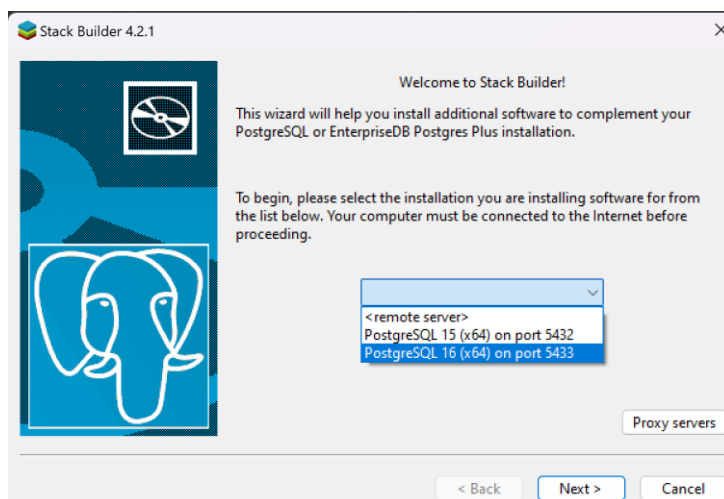 Stack Builder 4.2.1
Welcome to Stack Builder!
This wizard will help you install additional software to complement your
PostgreSQL or EnterpriseDB Postgres Plus installation.
To begin, please select the installation you are installing software for from
the list below. Your computer must be connected to the Internet before
proceeding.
<remote server>
PostgreSQL 15 (x64) on port 5432
PostgreSQL 16 (x64) on port 5433
Proxy servers
< Back
Next >
Cancel